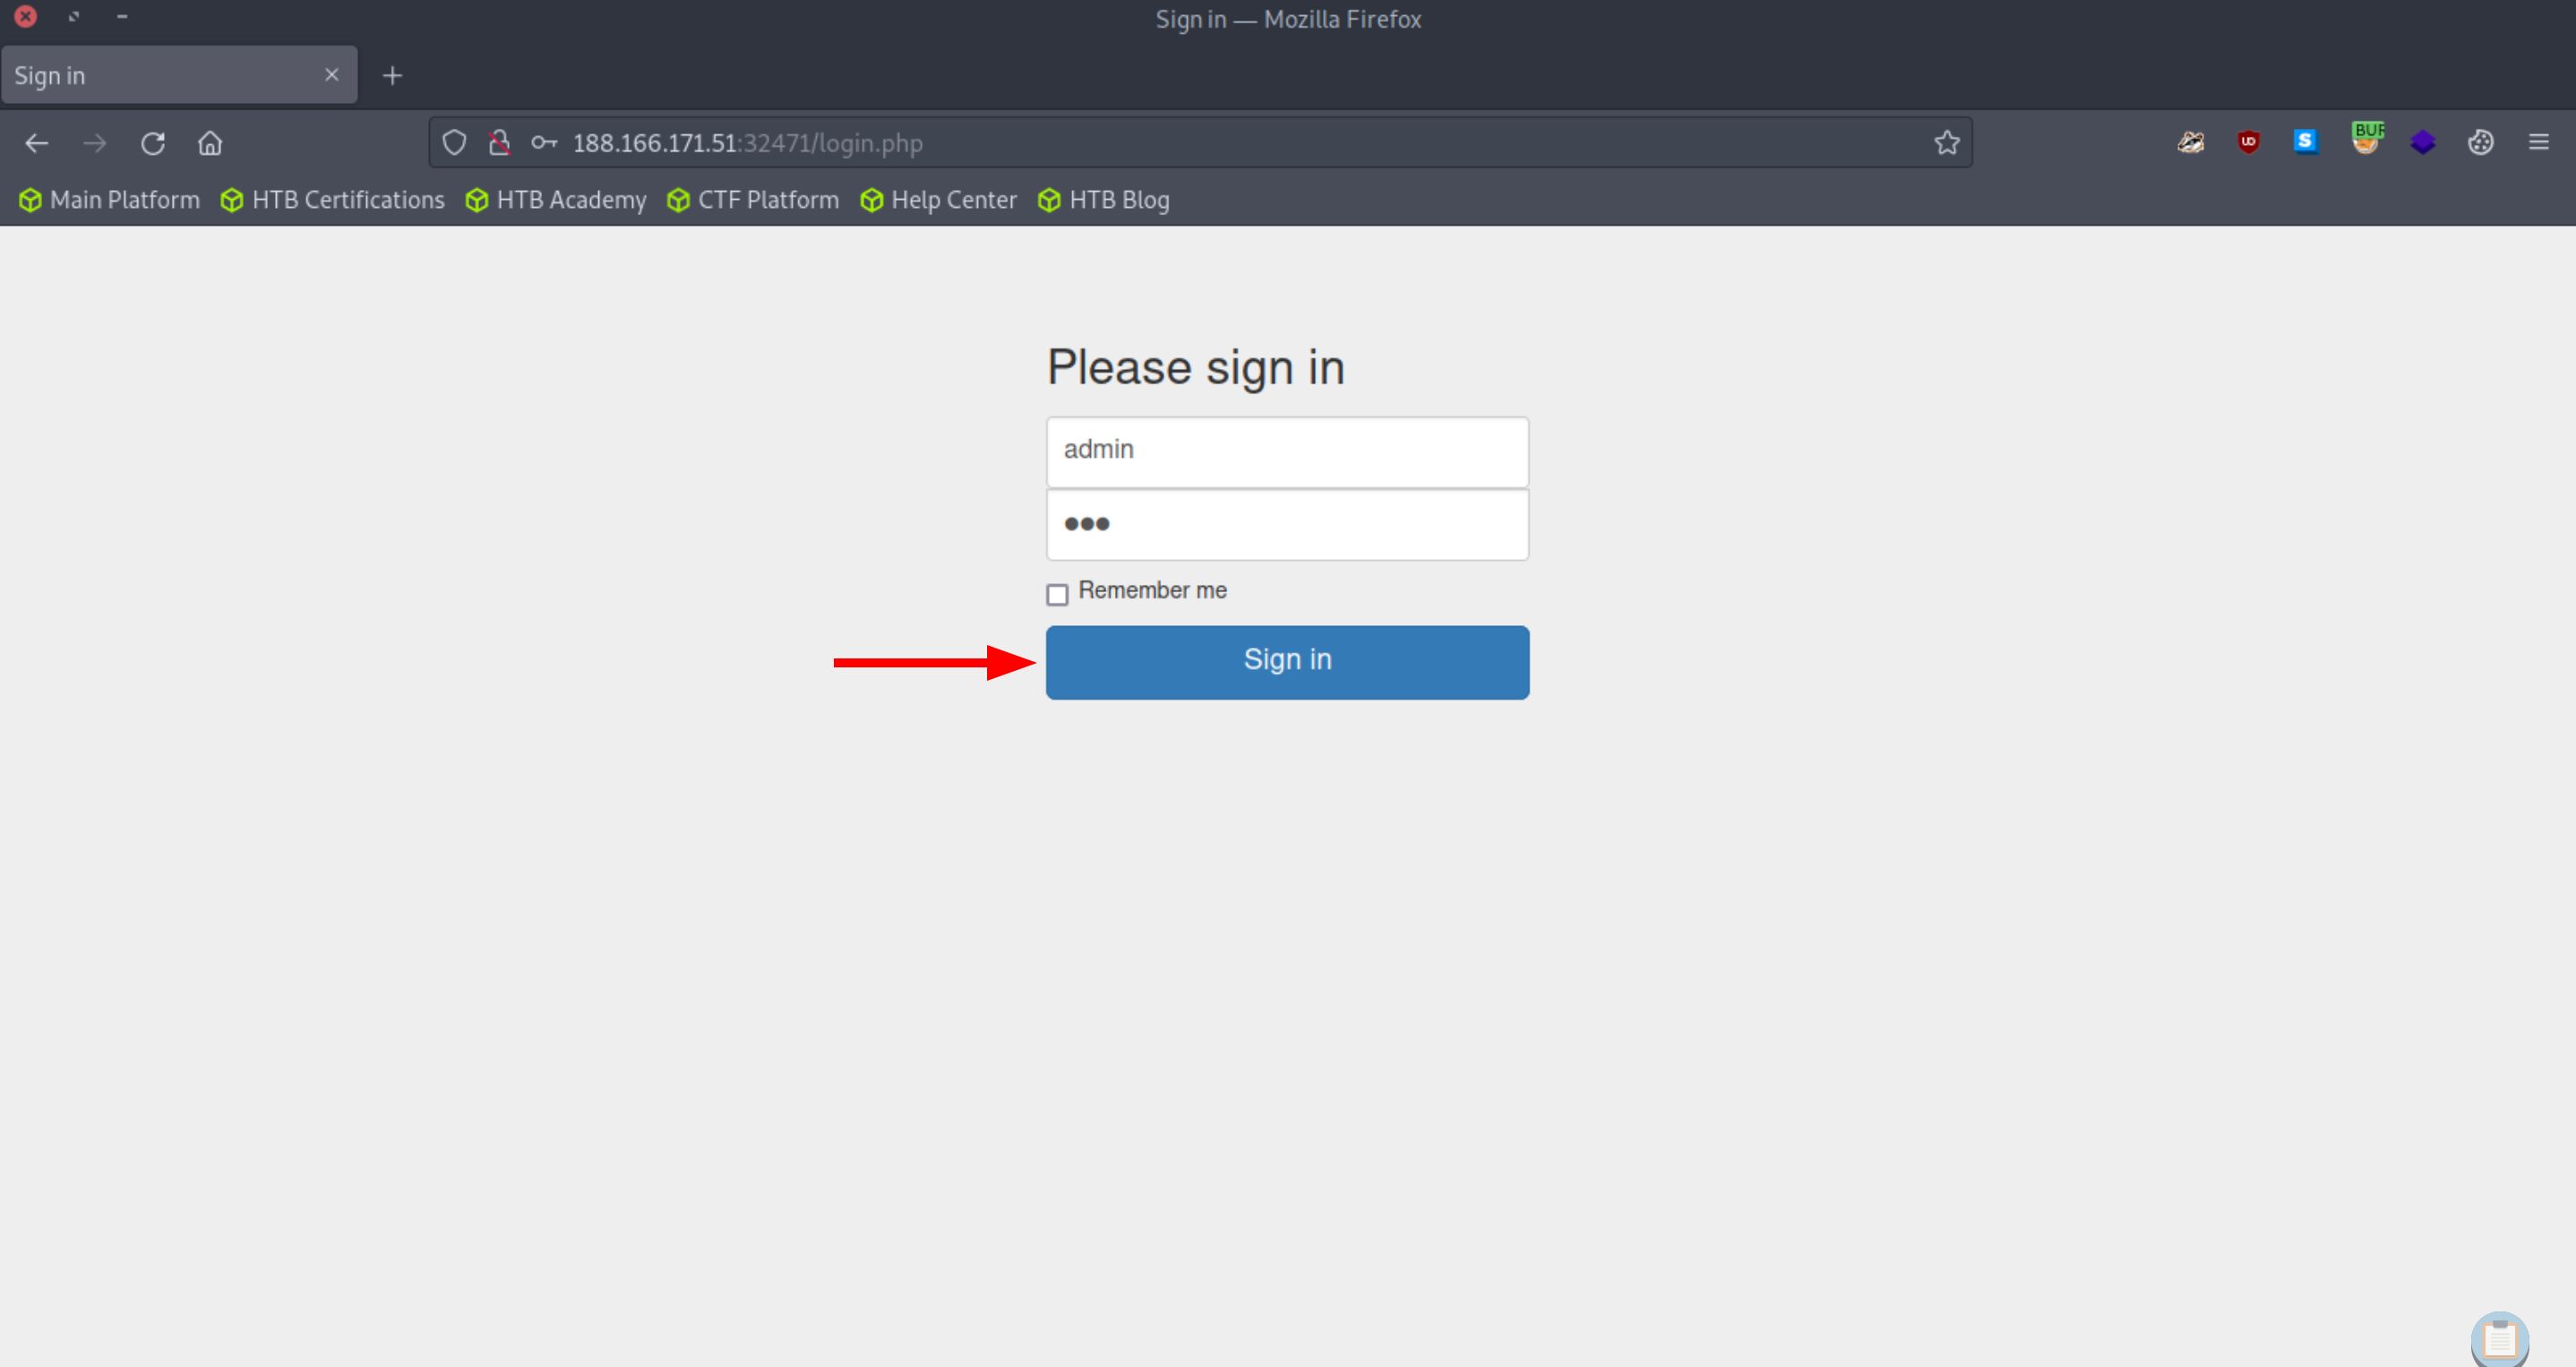 Sign in — Mozilla Firefox
Sign in
188.166.171.51:32471/login.php
BUR
Main Platform HTB Certifications HTB Academy CTF Platform Help Center HTB Blog
Please sign in
admin
●●●
Remember me
Sign in